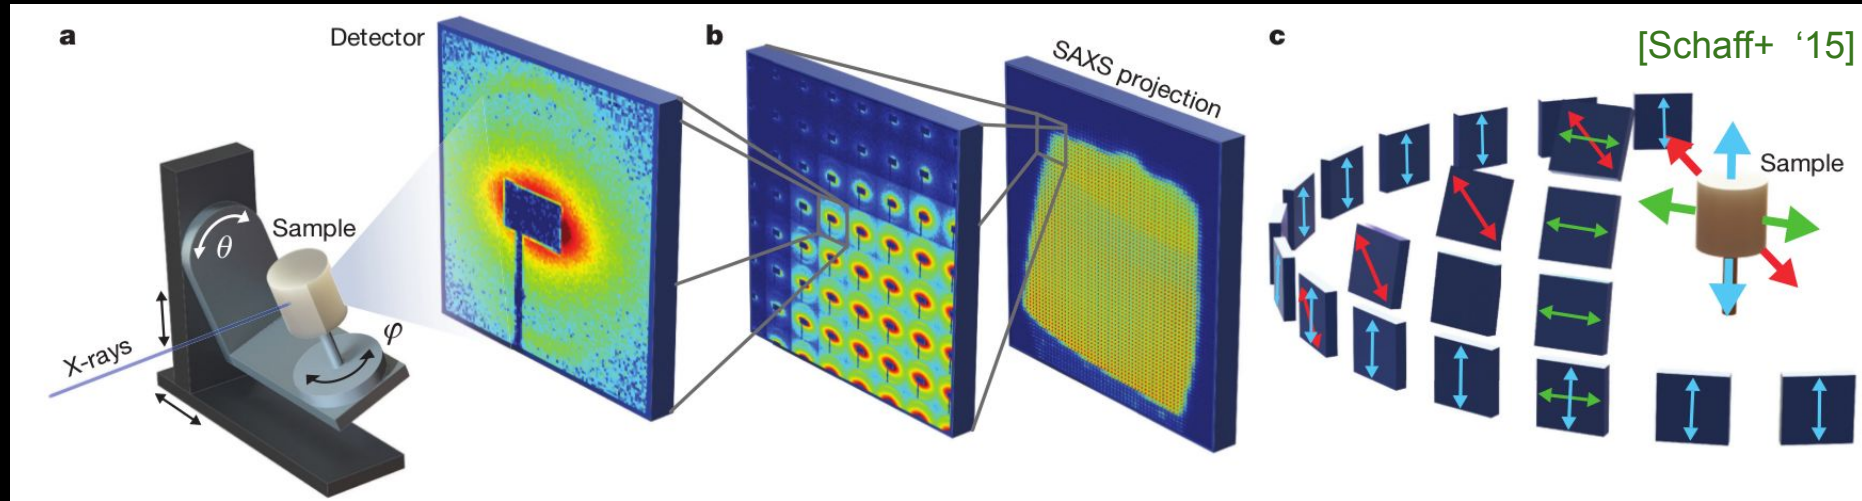 a
Detector
θ
Sample
φ
X-rays
b
SAXS projection
c
[Schaff+ ‘15]
Sample